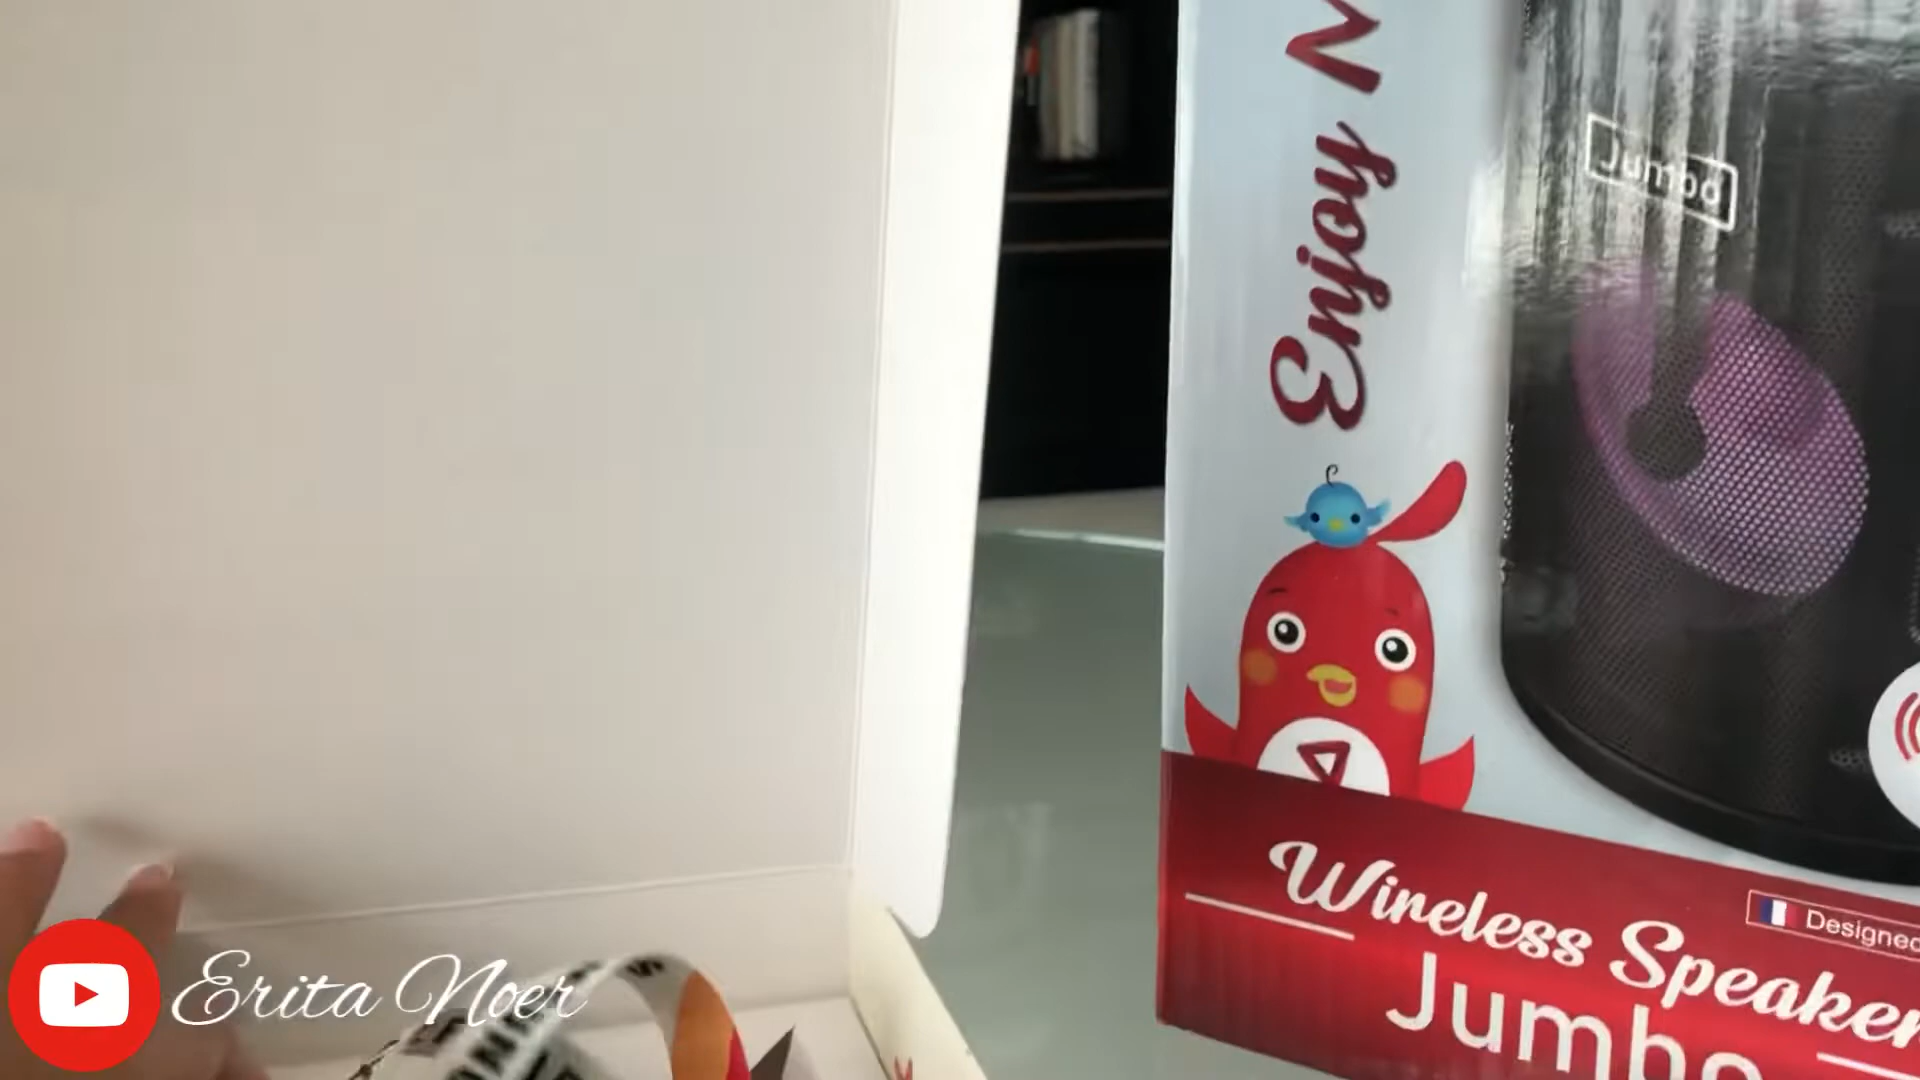 Enjoy M
Jumbo
Designed
Wireless Speaker
Jumbo
Erita Noer